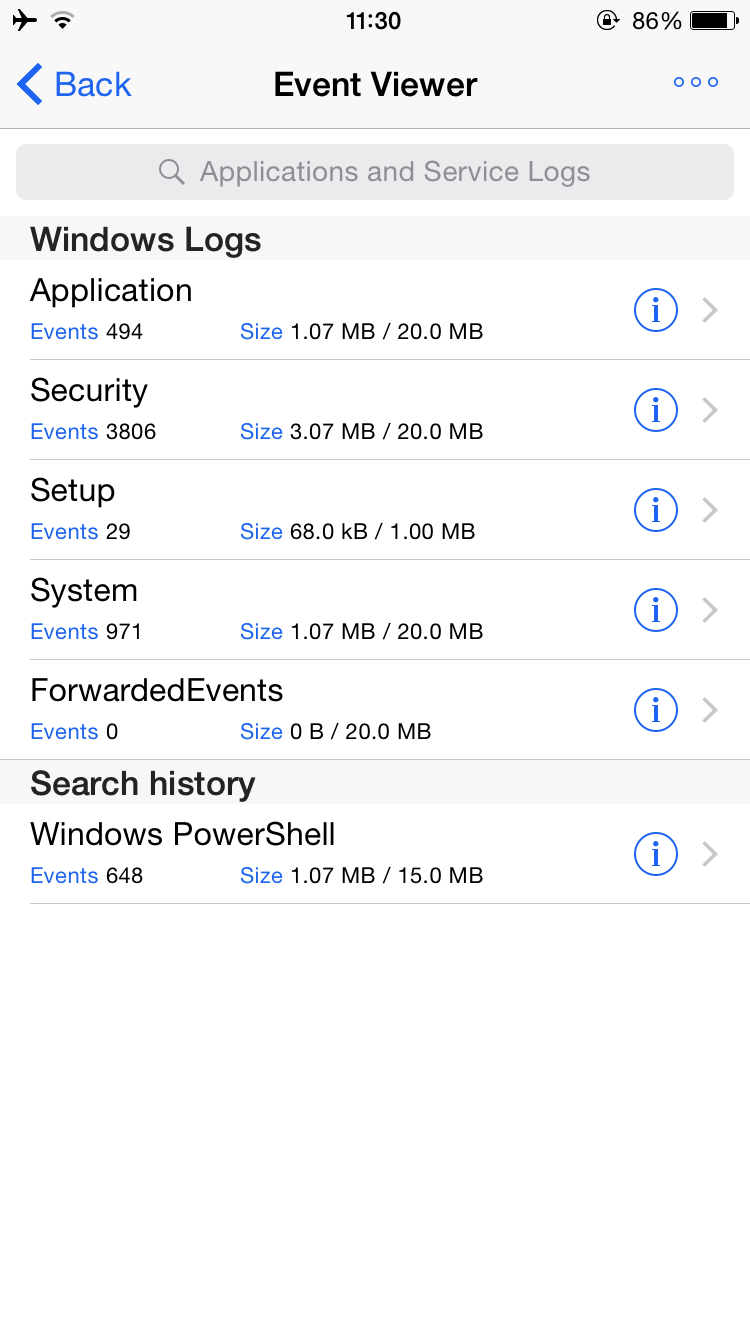 11:30 86%
Back Event Viewer
Applications and Service Logs
Windows Logs
Application
Events 494 Size 1.07 MB / 20.0 MB
Security
Events 3806 Size 3.07 MB / 20.0 MB
Setup
Events 29 Size 68.0 kB / 1.00 MB
System
Events 971 Size 1.07 MB / 20.0 MB
ForwardedEvents
Events 0 Size 0 B / 20.0 MB
Search history
Windows PowerShell
Events 648 Size 1.07 MB / 15.0 MB